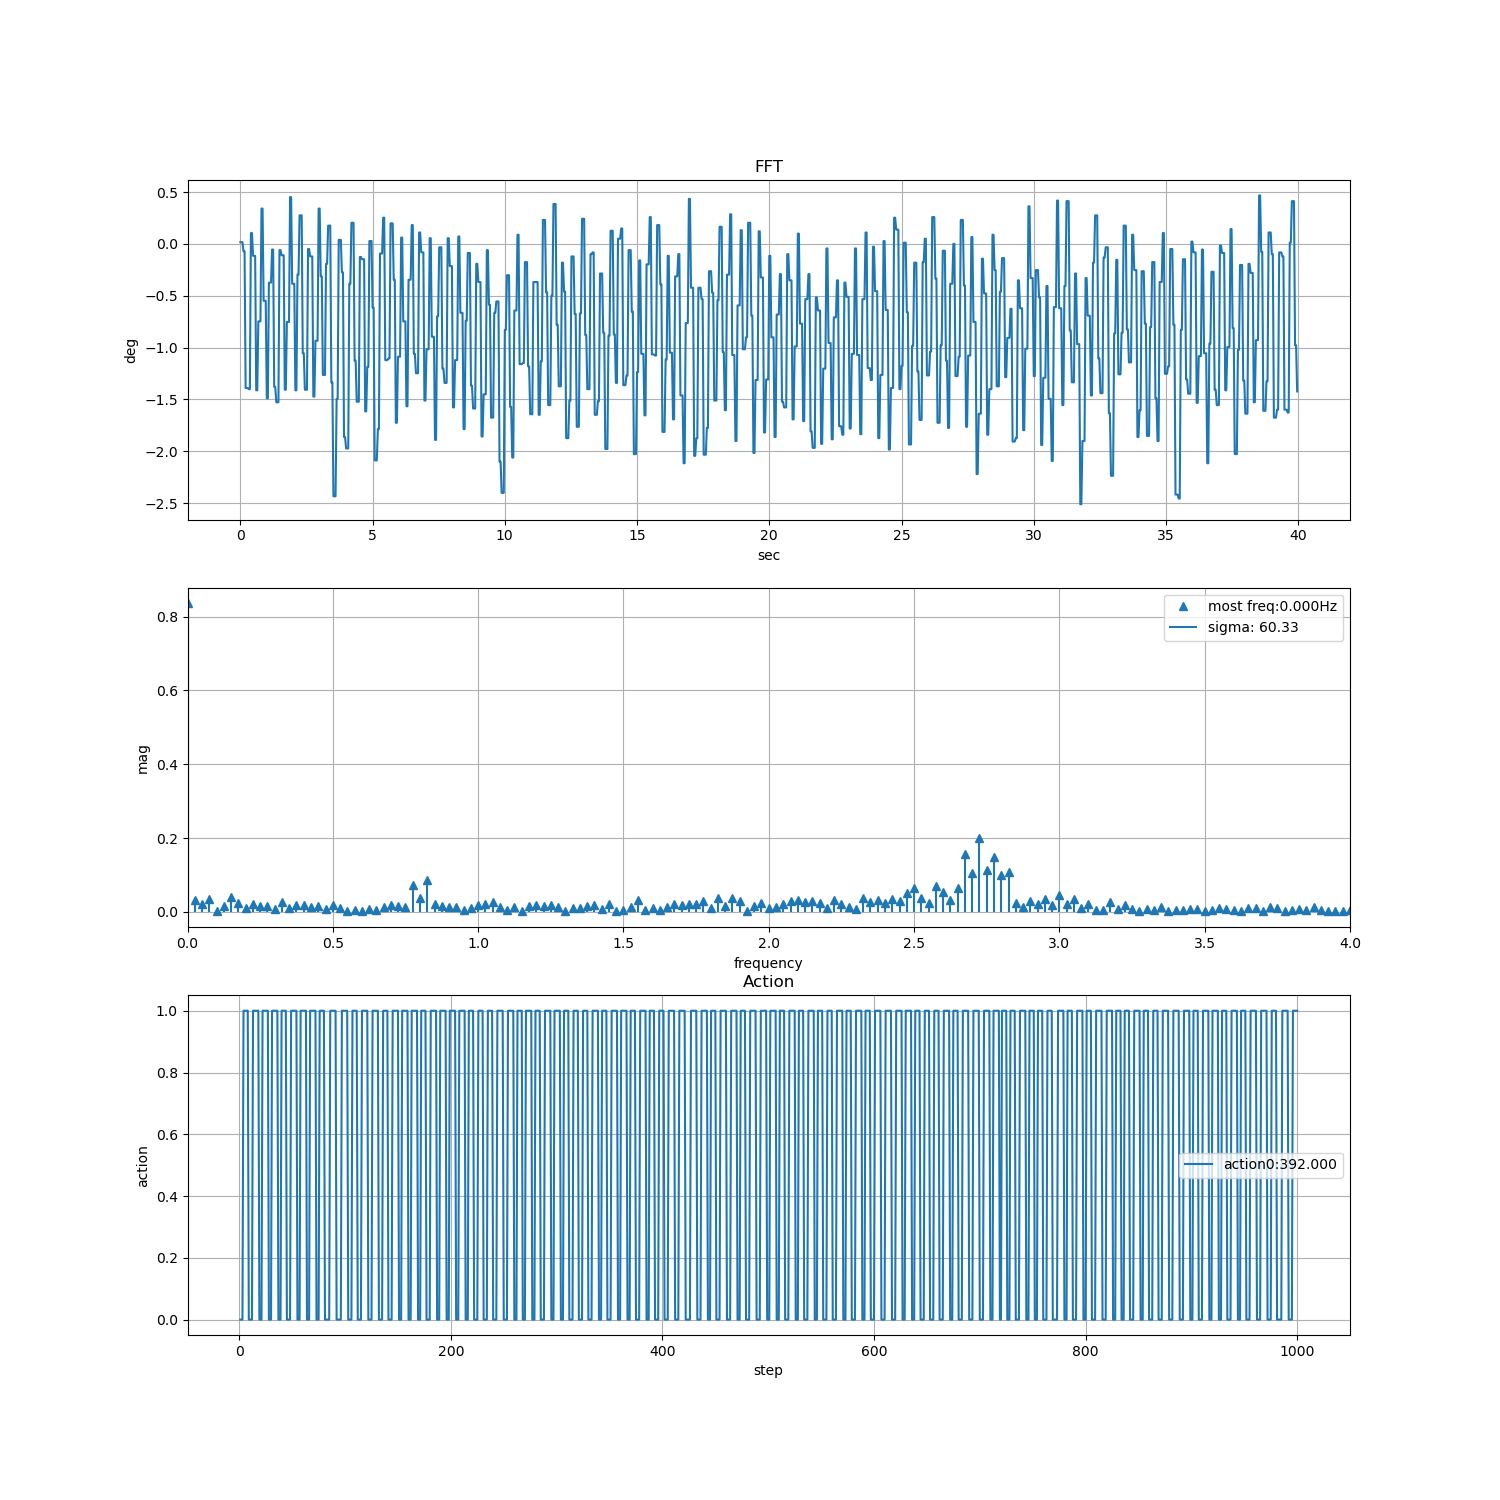 FFT
0.5
0.0
−0.5
−1.0
−1.5
−2.0
−2.5
deg
0 5 10 15 20 25 30 35 40
sec
most freq:0.000Hz
sigma: 60.33
0.8
0.6
0.4
0.2
0.0
mag
0.0 0.5 1.0 1.5 2.0 2.5 3.0 3.5 4.0
frequency
Action
1.0
0.8
0.6
0.4
0.2
0.0
action
action0:392.000
0 200 400 600 800 1000
step